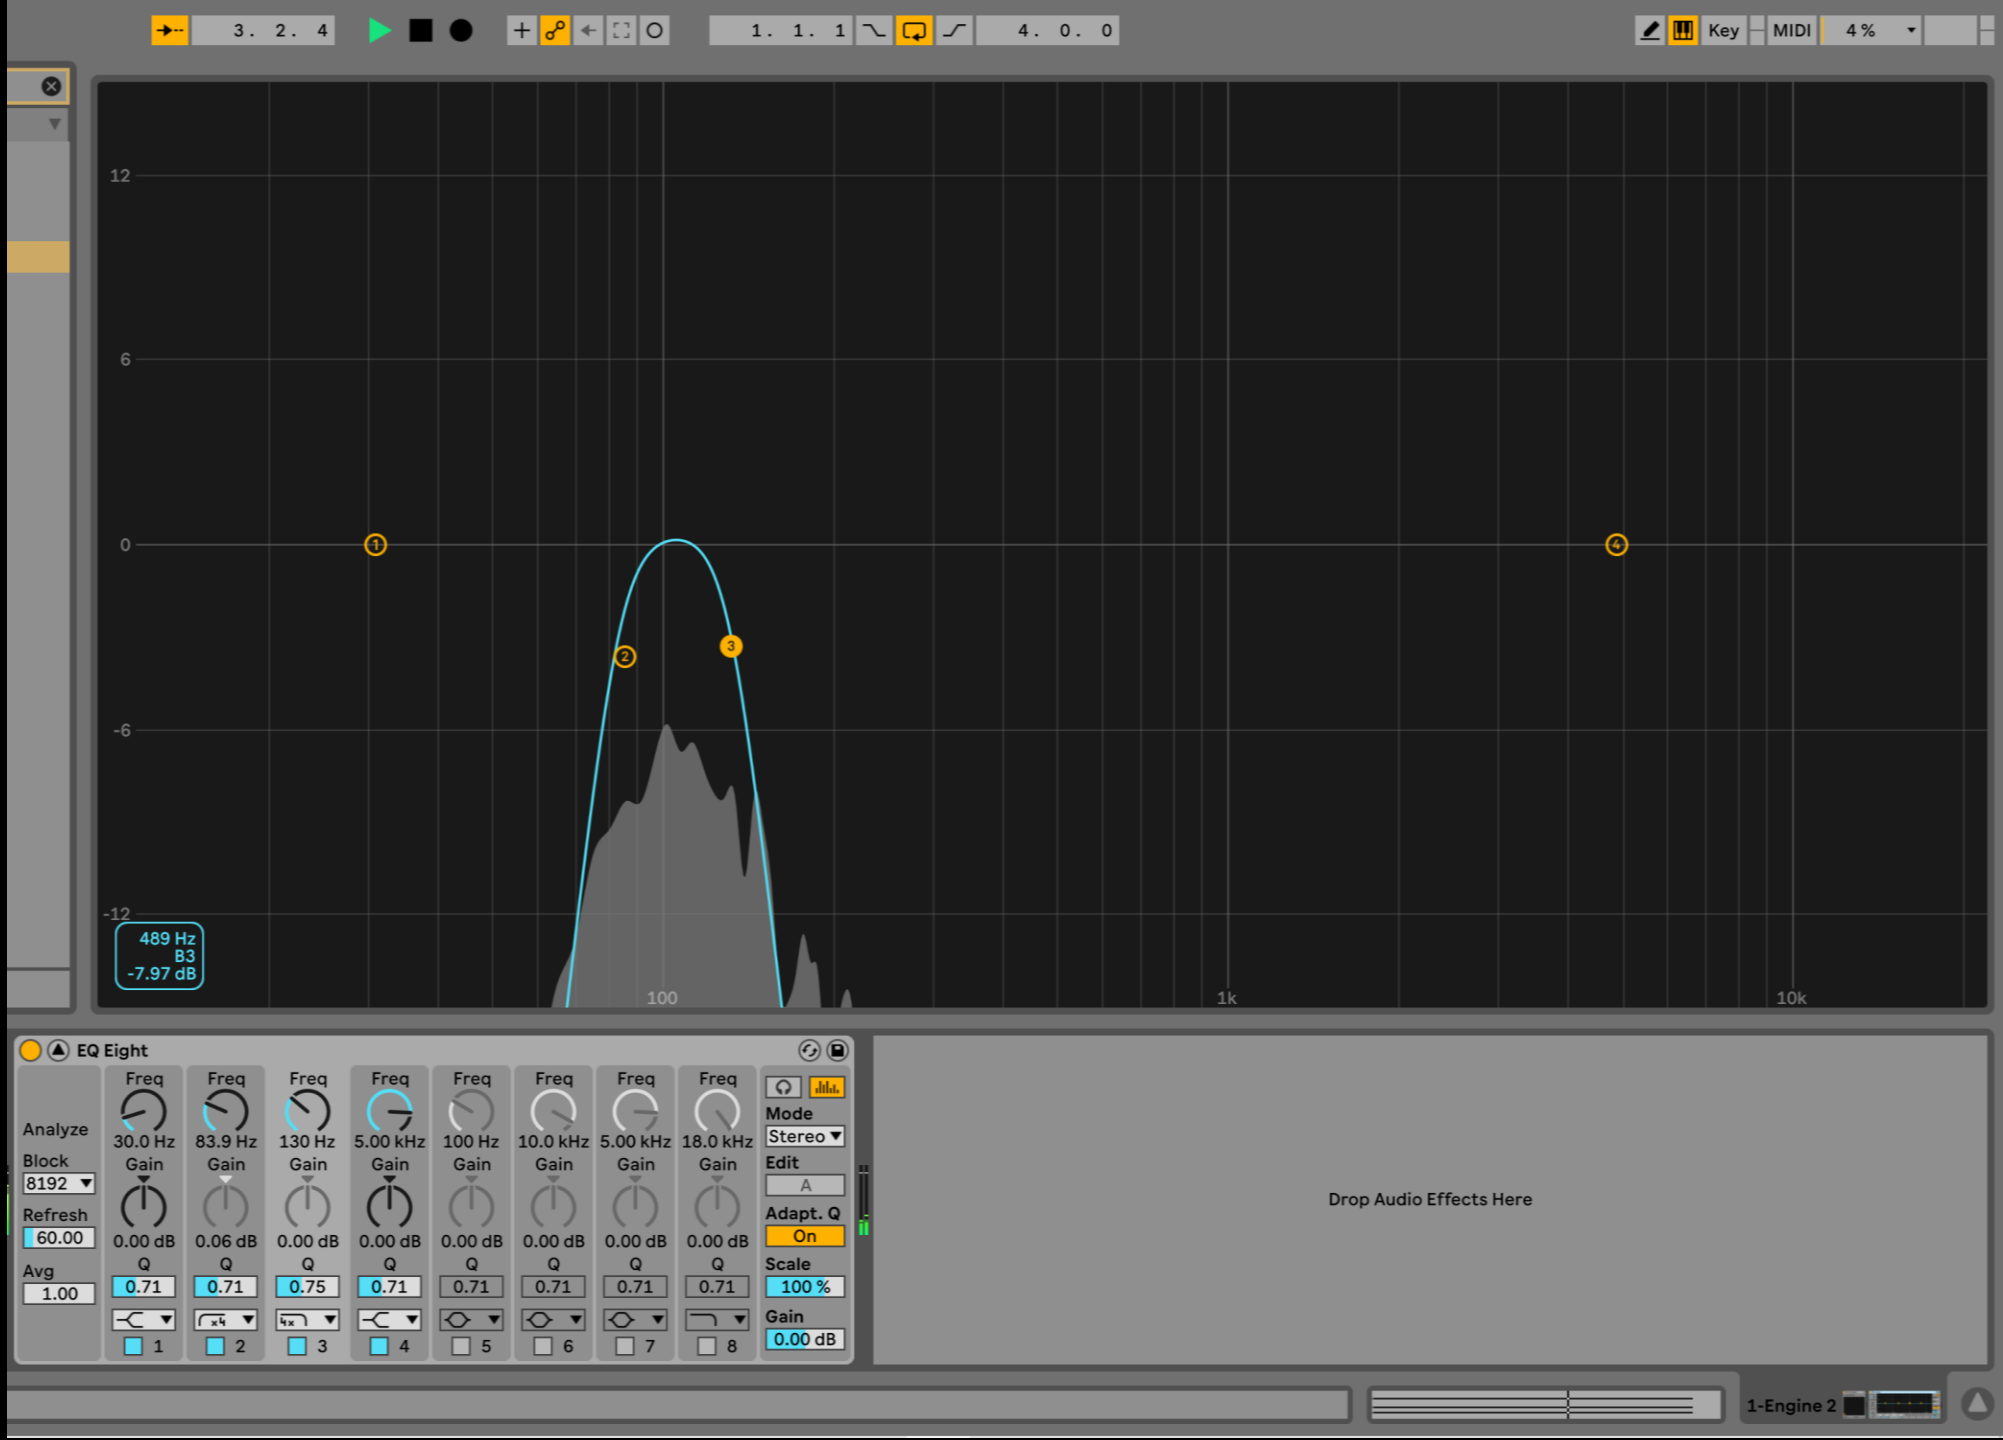 3. 2. 4 1. 1. 1 4. 0. 0 Key MIDI 4 %
12
6
0
-6
-12
1
2
3
4
489 Hz
B3
-7.97 dB
100 1k 10k
EQ Eight
Analyze
Block
8192
Refresh
60.00
Avg
1.00
Freq Freq Freq Freq Freq Freq Freq Freq
30.0 Hz 83.9 Hz 130 Hz 5.00 kHz 100 Hz 10.0 kHz 5.00 kHz 18.0 kHz
Gain Gain Gain Gain Gain Gain Gain Gain
0.00 dB 0.06 dB 0.00 dB 0.00 dB 0.00 dB 0.00 dB 0.00 dB 0.00 dB
Q Q Q Q Q Q Q Q
0.71 0.71 0.75 0.71 0.71 0.71 0.71 0.71
x4 4x
1 2 3 4 5 6 7 8
Mode
Stereo
Edit
A
Adapt. Q
On
Scale
100 %
Gain
0.00 dB
Drop Audio Effects Here
1-Engine 2